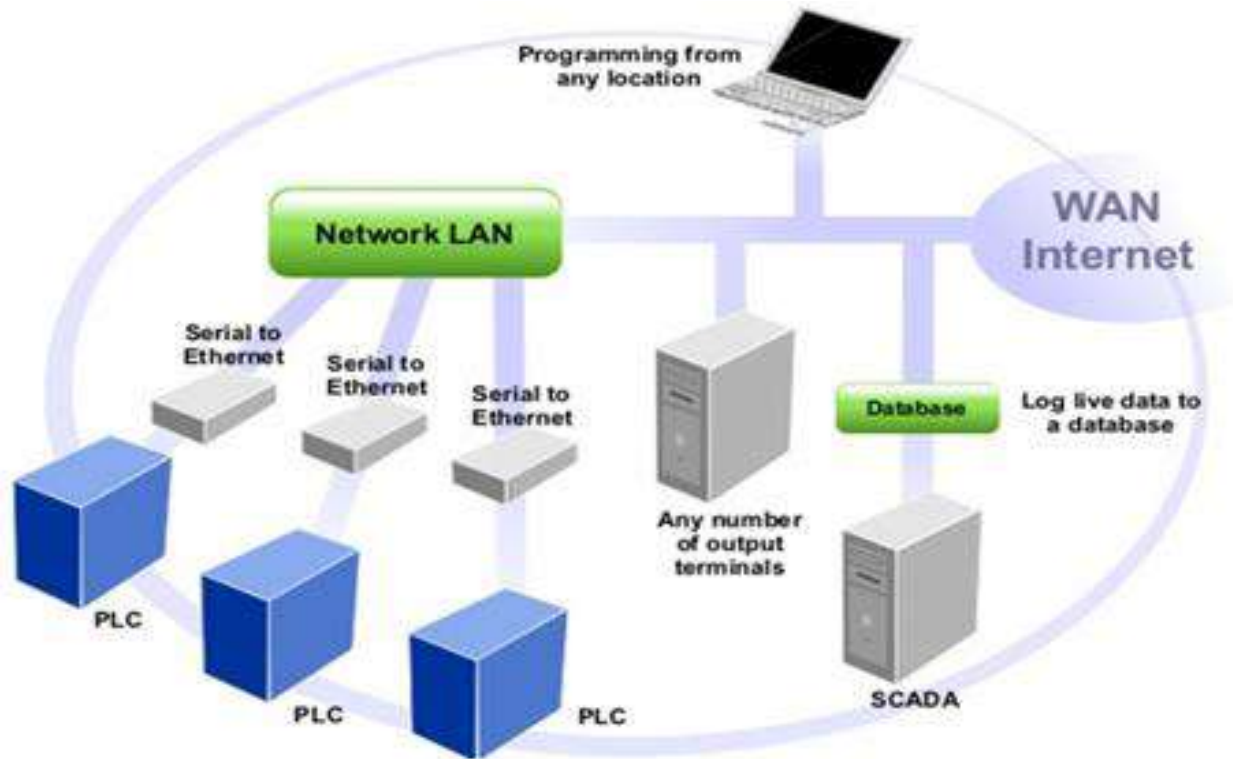 Programming from
any location
WAN
Internet
Network LAN
Serial to
Ethernet
Serial to
Ethernet
Serial to
Ethernet
Database
Log live data to
a database
Any number
of output
terminals
PLC
PLC
PLC
SCADA